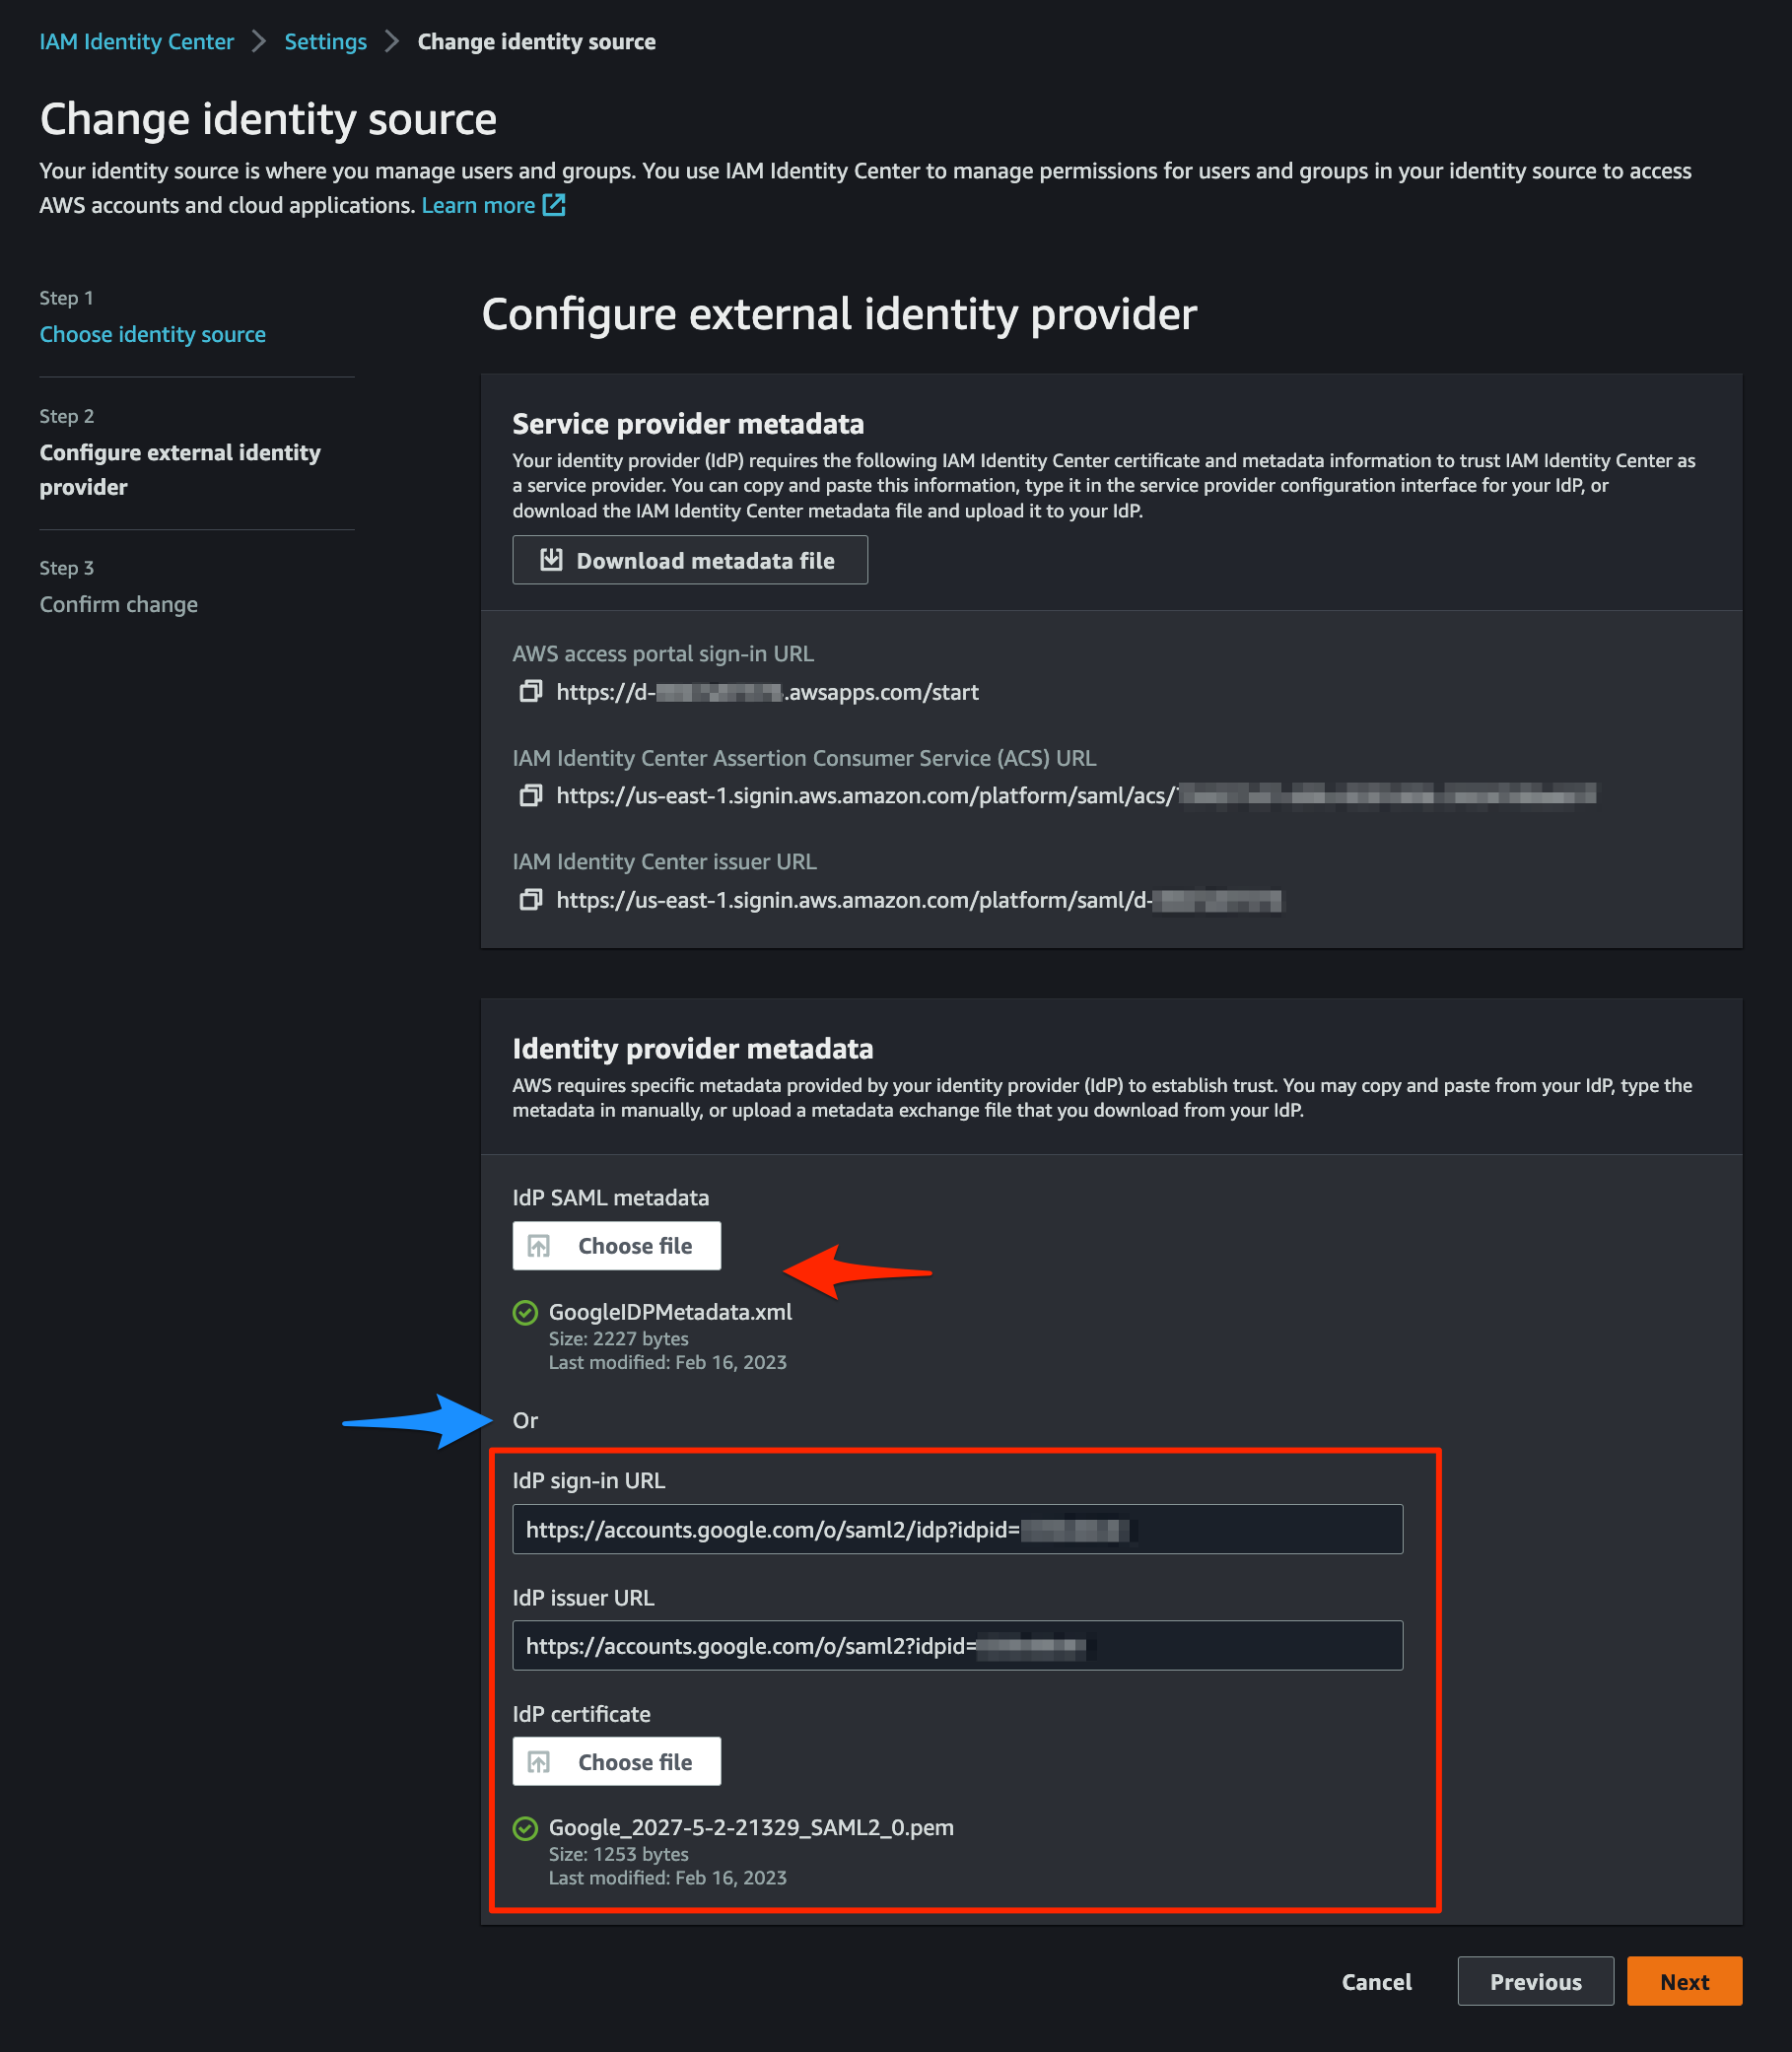 IAM Identity Center > Settings > Change identity source
Change identity source
Your identity source is where you manage users and groups. You use IAM Identity Center to manage permissions for users and groups in your identity source to access
AWS accounts and cloud applications. Learn more
Step 1
Choose identity source
Step 2
Configure external identity
provider
Step 3
Confirm change
Configure external identity provider
Service provider metadata
Your identity provider (IdP) requires the following IAM Identity Center certificate and metadata information to trust IAM Identity Center as
a service provider. You can copy and paste this information, type it in the service provider configuration interface for your IdP, or
download the IAM Identity Center metadata file and upload it to your IdP.
Download metadata file
AWS access portal sign-in URL
https://d- .awsapps.com/start
IAM Identity Center Assertion Consumer Service (ACS) URL
https://us-east-1.signin.aws.amazon.com/platform/saml/acs/
IAM Identity Center issuer URL
https://us-east-1.signin.aws.amazon.com/platform/saml/d-
Identity provider metadata
AWS requires specific metadata provided by your identity provider (IdP) to establish trust. You may copy and paste from your IdP, type the
metadata in manually, or upload a metadata exchange file that you download from your IdP.
IdP SAML metadata
Choose file
GoogleIDPMetadata.xml
Size: 2227 bytes
Last modified: Feb 16, 2023
Or
IdP sign-in URL
https://accounts.google.com/o/saml2/idp?idpid=
IdP issuer URL
https://accounts.google.com/o/saml2?idpid=
IdP certificate
Choose file
Google_2027-5-2-21329_SAML2_0.pem
Size: 1253 bytes
Last modified: Feb 16, 2023
Cancel
Previous
Next